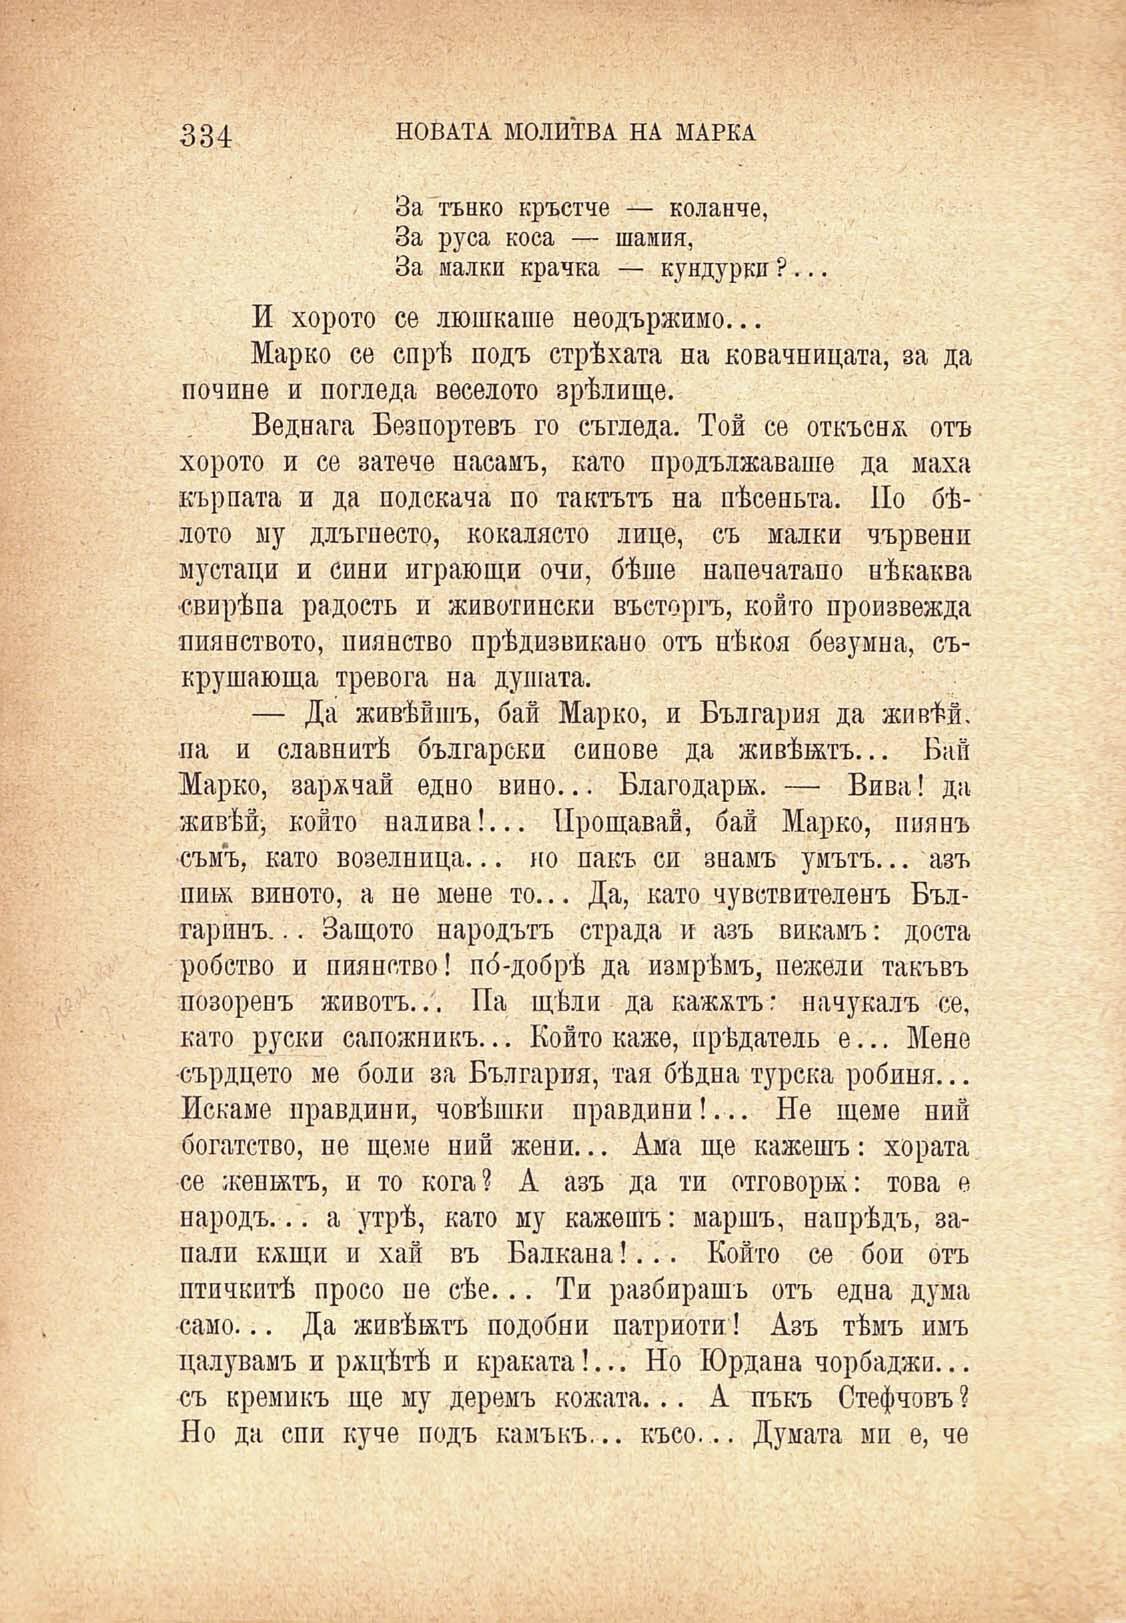 334
НОВАТА МОЛИТВА НА МАРКА
За тънко кръстче — коланче,
За руса коса — шамия,
За малки крачка — кундурки?...
И хорото се люшкаше неодържимо...
Марко се спрѣ подъ стрѣхата на ковачницата, за да
почине и погледа веселото зрѣлище.
Веднага Безпортевъ го съгледа. Той се откъснѫ отъ
хорото и се затече насамъ, като продължаваше да маха
кърпата и да подскача по тактътъ на пѣсеньта. По бѣ-
лото му длъгнесто, кокалясто лице, съ малки чървени
мустаци и сини играющи очи, бѣше напечатано нѣкаква
свирѣпа радость и животински въсторгъ, който произвежда
пиянството, пиянство прѣдизвикано отъ нѣкоя безумна, съ-
крушающа тревога на душата.
— Да живѣйшъ, бай Марко, и България да живѣй.
па и славнитѣ български синове да живѣѭтъ... Бай
Марко, зарѫчай едно вино... Благодарѭ. — Вива! да
живѣй, който налива!... Прощавай, бай Марко, пиянъ
съмъ, като возелница... но пакъ си знамъ умътъ... азъ
пиѭ виното, а не мене то... Да, като чувствителенъ Бъл-
гаринъ... Защото народътъ страда и азъ викамъ: доста
робство и пиянство! по́-добрѣ да измрѣмъ, пежели такъвъ
позоренъ животъ... Па щѣли да кажѫтъ: начукалъ се,
като руски сапожникъ... Който каже, прѣдатель е... Мене
сърдцето ме боли за България, тая бѣдна турска робиня...
Искаме правдини, човѣшки правдини!... Не щеме ний
богатство, не щеме ний жени... Ама ще кажешъ: хората
се женѭтъ, и то кога? А азъ да ти отговорѭ: това е
народъ... а утрѣ, като му кажешъ: маршъ, напрѣдъ, за-
пали кѫщи и хай въ Балкана!... Който се бои отъ
птичкитѣ просо не сѣе... Ти разбирашъ отъ една дума
само... Да живѣѭтъ подобни патриоти! Азъ тѣмъ имъ
цалувамъ и рѫцѣтѣ и краката!... Но Юрдана чорбаджи...
съ кремикъ ще му деремъ кожата... А пъкъ Стефчовъ?
Но да спи куче подъ камъкъ... късо... Думата ми е, че